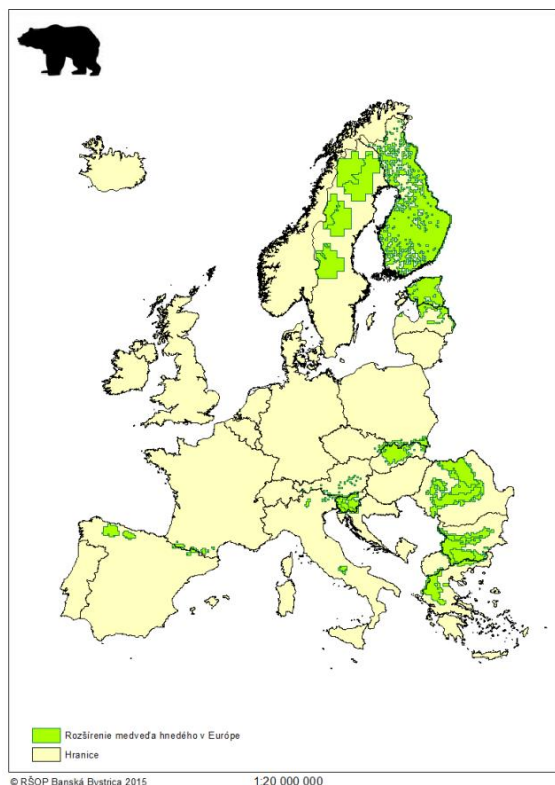 Rozšírenie medveďa hnedého v Európe
Hranice
© RŠOP Banská Bystrica 2015
1:20 000 000